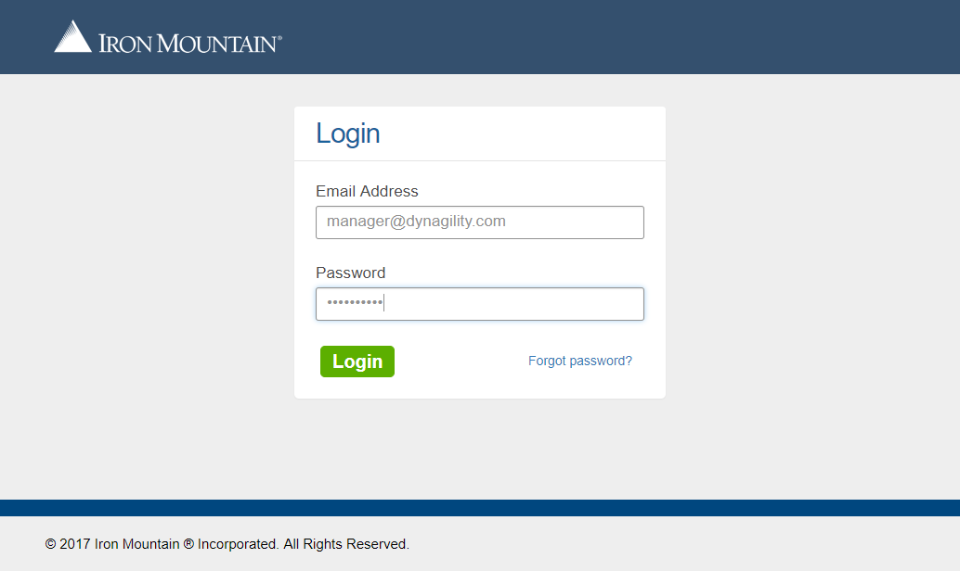 IRON MOUNTAIN®
Login
Email Address
manager@dynagility.com
Password
••••••••••
Login Forgot password?
© 2017 Iron Mountain ® Incorporated. All Rights Reserved.